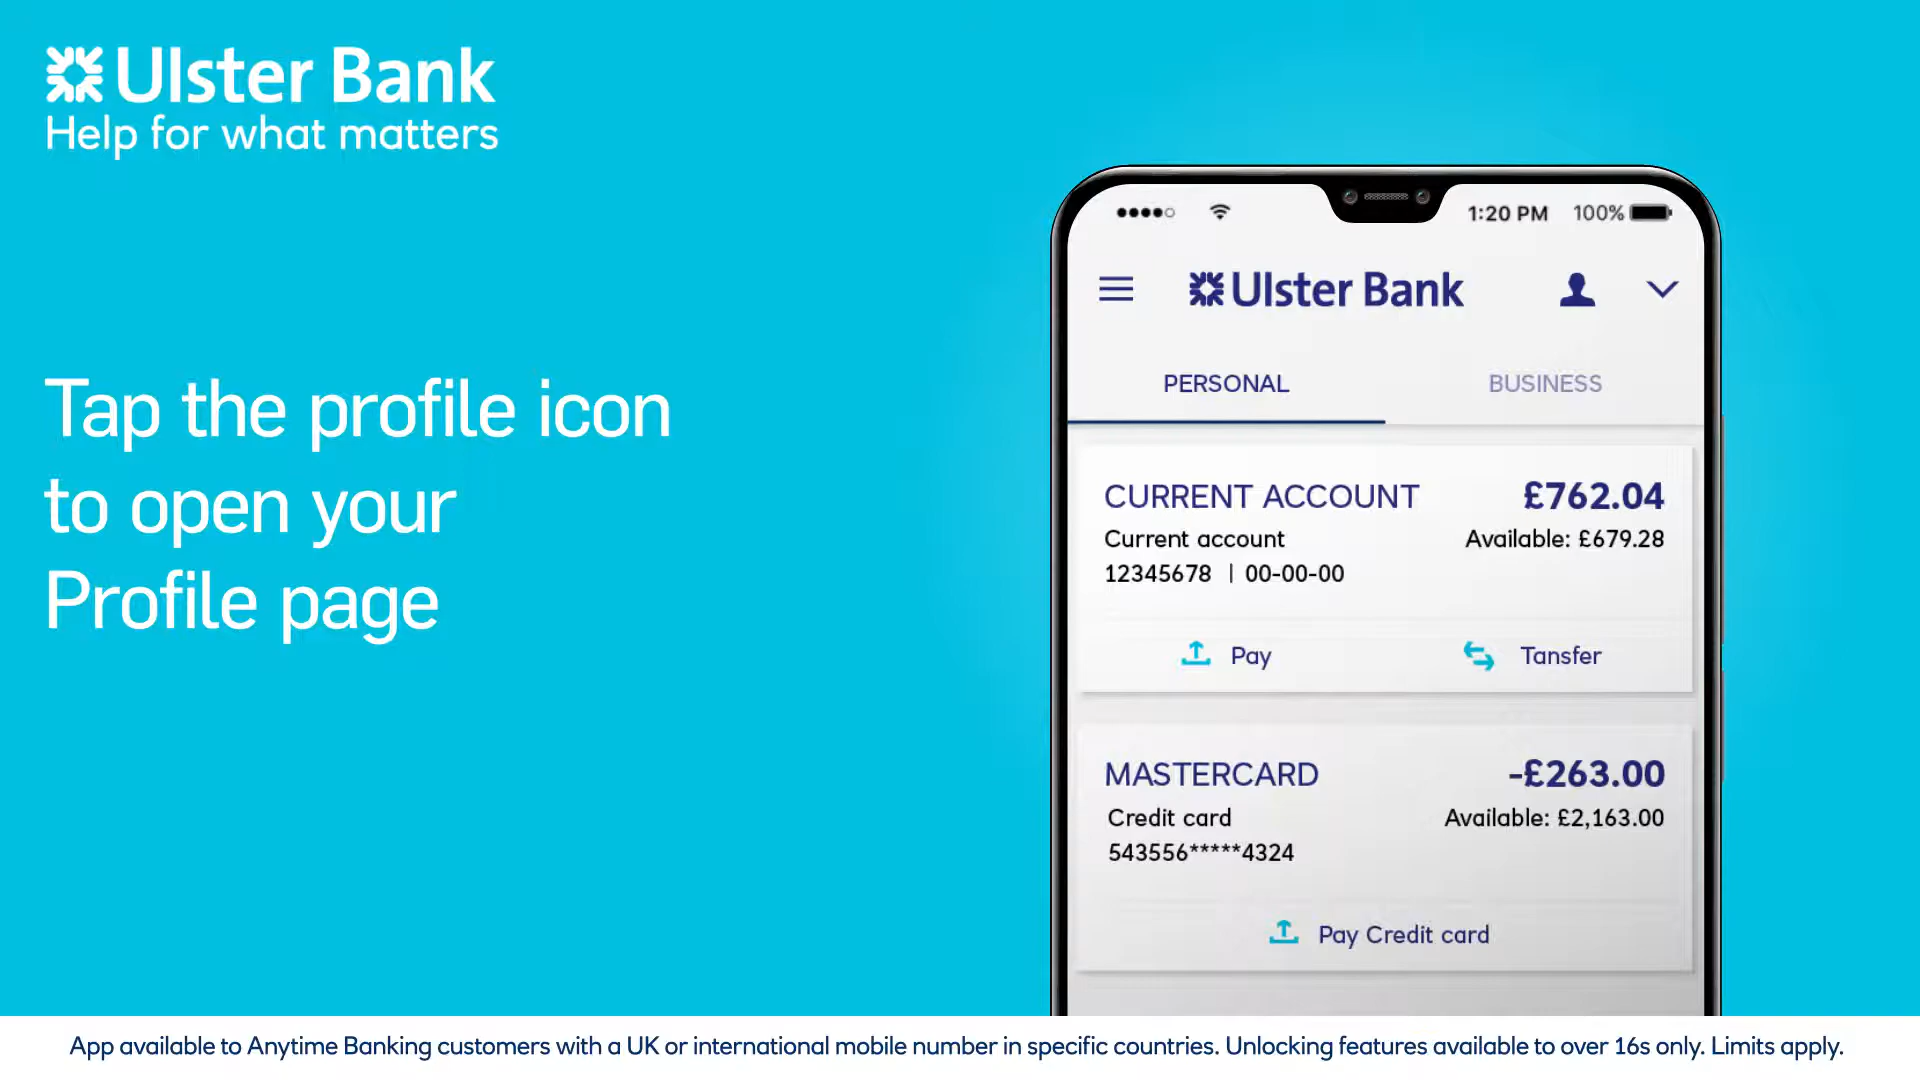 Ulster Bank
Help for what matters
Tap the profile icon
to open your
Profile page
1:20 PM 100%
Ulster Bank
PERSONAL BUSINESS
CURRENT ACCOUNT £762.04
Current account Available: £679.28
12345678 | 00-00-00
Pay Tansfer
MASTERCARD -£263.00
Credit card Available: £2,163.00
543556*****4324
Pay Credit card
App available to Anytime Banking customers with a UK or international mobile number in specific countries. Unlocking features available to over 16s only. Limits apply.